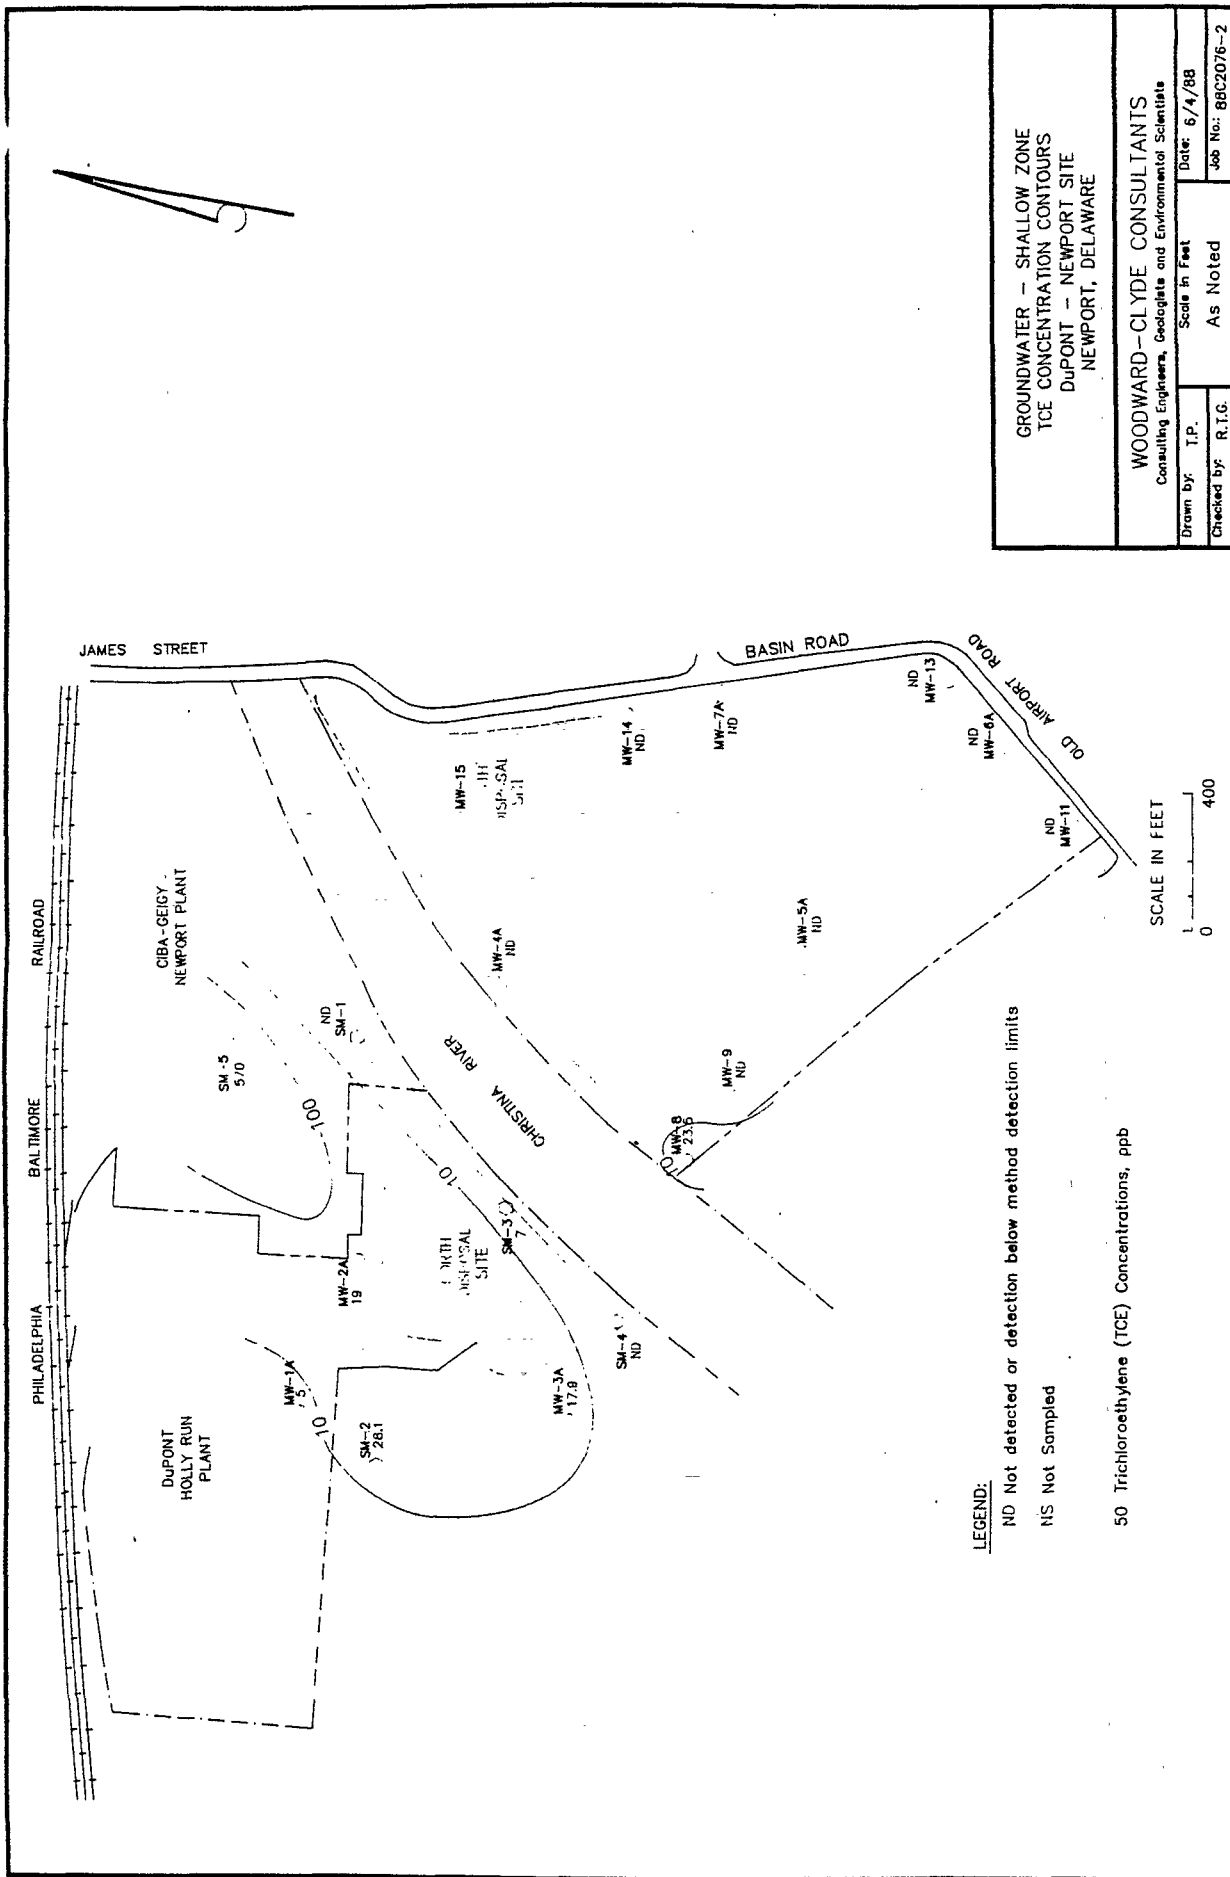 PHILADELPHIA
BALTIMORE
RAILROAD
JAMES STREET
DuPONT
HOLLY RUN
PLANT
CIBA-GEIGY
NEWPORT PLANT
SM-5
MW-1A
5
10
SM-2
28.1
MW-2A
19
100
ND
SM-1
10
DISPOSAL
SITE
SM-3
7
MW-3A
17.9
SM-4
ND
CHRISTINA
RIVER
MW-4A
ND
MW-15
MW-14
ND
MW-7A
ND
BASIN ROAD
MW-8
23.6
10
MW-9
ND
MW-5A
ND
ND
MW-13
ND
MW-6A
OLD AIRPORT ROAD
ND
MW-11
SCALE IN FEET
0
400
LEGEND:
ND Not detected or detection below method detection limits
NS Not Sampled
50 Trichloroethylene (TCE) Concentrations, ppb
GROUNDWATER - SHALLOW ZONE
TCE CONCENTRATION CONTOURS
DuPONT - NEWPORT SITE
NEWPORT, DELAWARE
WOODWARD-CLYDE CONSULTANTS
Consulting Engineers, Geologists and Environmental Scientists
Drawn by: T.P.
Scale in Feet
Date: 6/4/88
Checked by: R.T.G.
As Noted
Job No.: 88C2076-2